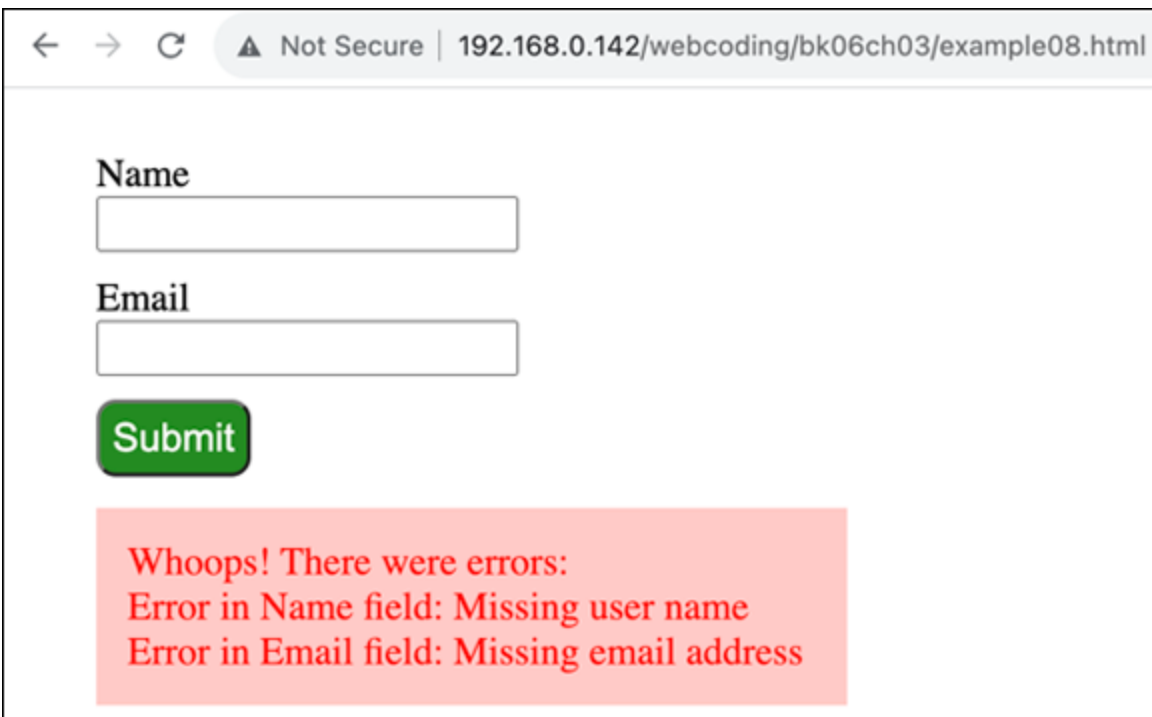 Not Secure | 192.168.0.142/webcoding/bk06ch03/example08.html
Name
Email
Submit
Whoops! There were errors:
Error in Name field: Missing user name
Error in Email field: Missing email address